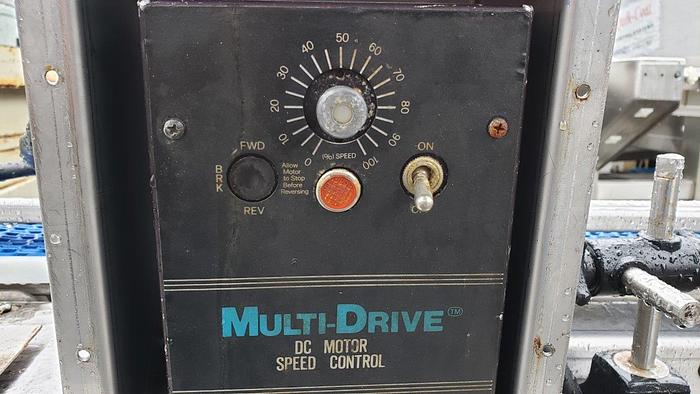 50
40
60
30
70
20
80
10
90
0
100
(%) SPEED
FWD
BRK
REV
Allow
Motor
to Stop
Before
Reversing
ON
MULTI-DRIVE™
DC MOTOR
SPEED CONTROL